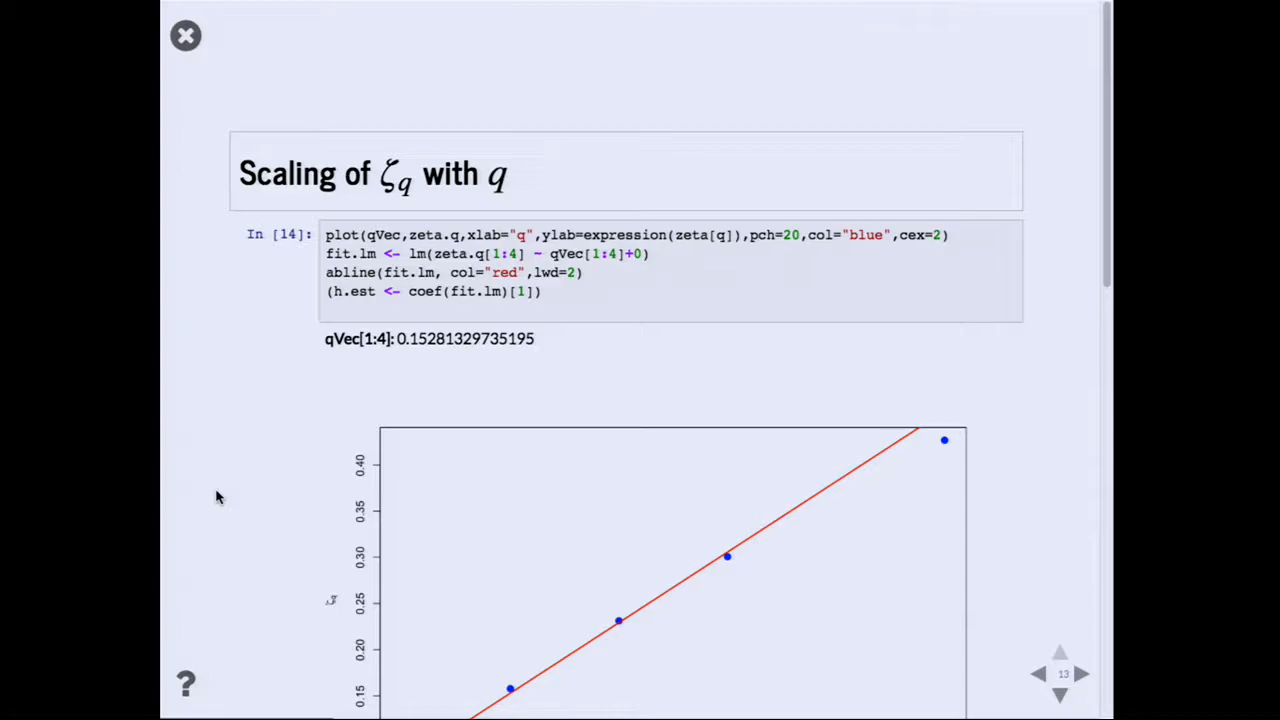 Scaling of ζq with q
In [14]:
plot(qVec,zeta.q,xlab="q",ylab=expression(zeta[q]),pch=20,col="blue",cex=2)
fit.lm <- lm(zeta.q[1:4] ~ qVec[1:4]+0)
abline(fit.lm, col="red",lwd=2)
(h.est <- coef(fit.lm)[1])
qVec[1:4]: 0.15281329735195
0.40
0.35
0.30
0.25
ζq
0.20
0.15
?
13